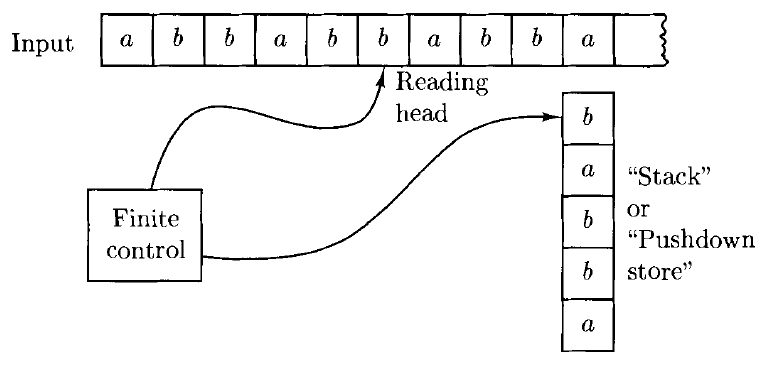 Input a b b a b b a b b a
Reading
head
b
a
b
b
a
“Stack”
or
“Pushdown
store”
Finite
control